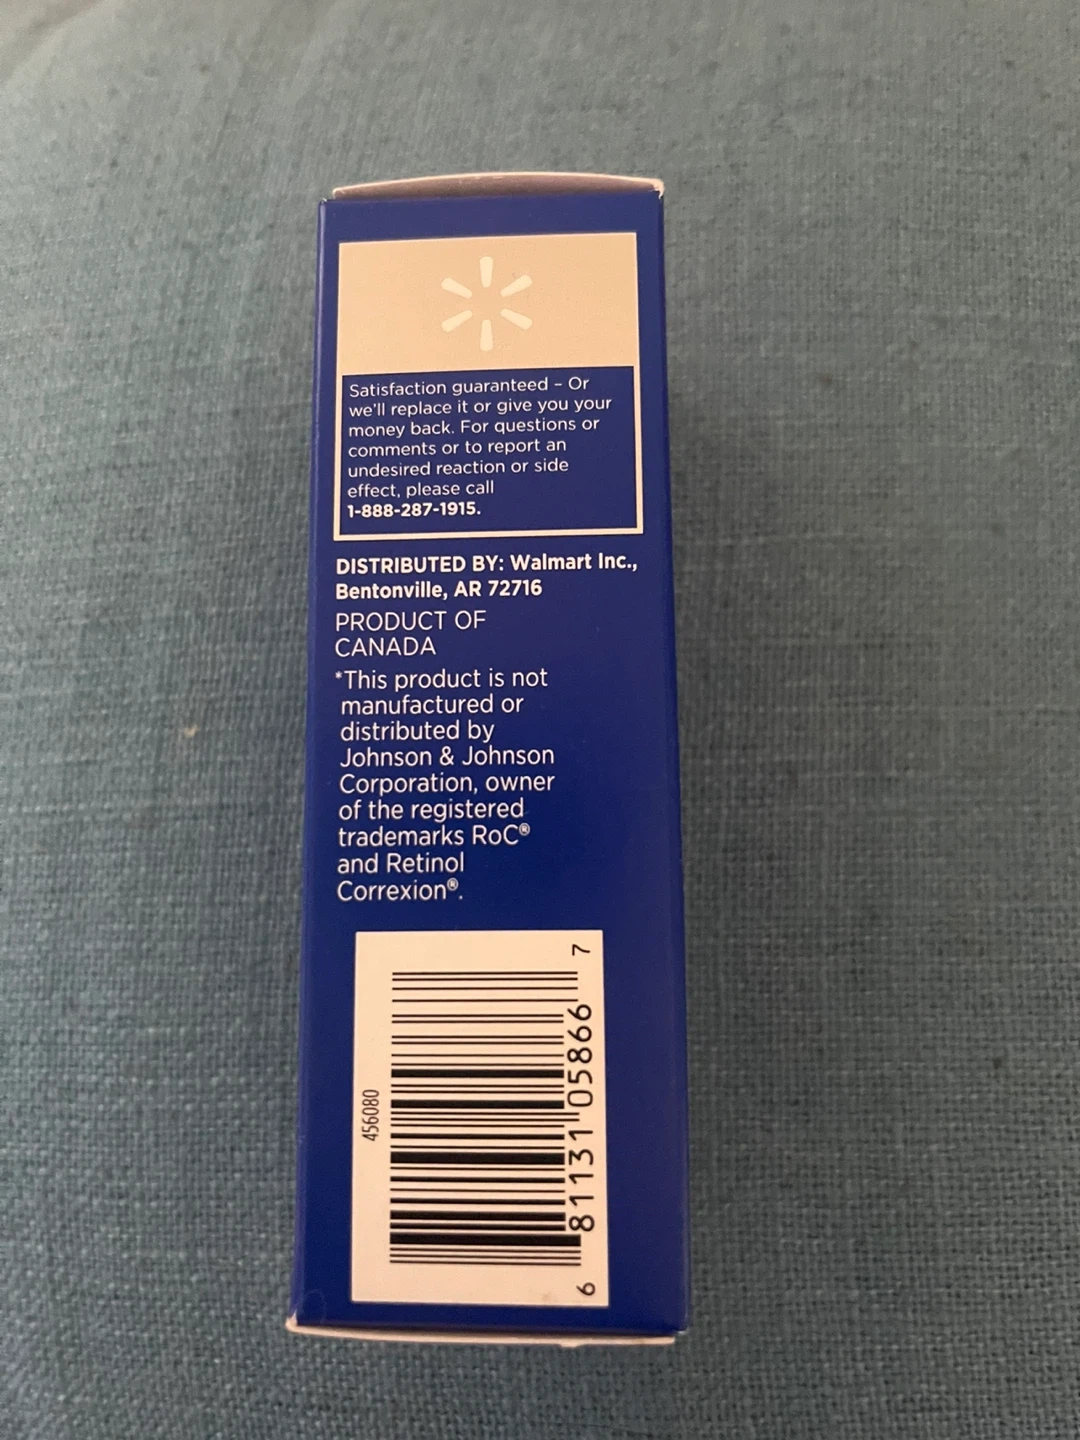 Satisfaction guaranteed – Or
we'll replace it or give you your
money back. For questions or
comments or to report an
undesired reaction or side
effect, please call
1-888-287-1915.
DISTRIBUTED BY: Walmart Inc.,
Bentonville, AR 72716
PRODUCT OF
CANADA
*This product is not
manufactured or
distributed by
Johnson & Johnson
Corporation, owner
of the registered
trademarks RoC®
and Retinol
Correxion®.
456080
6 81131 05866 7